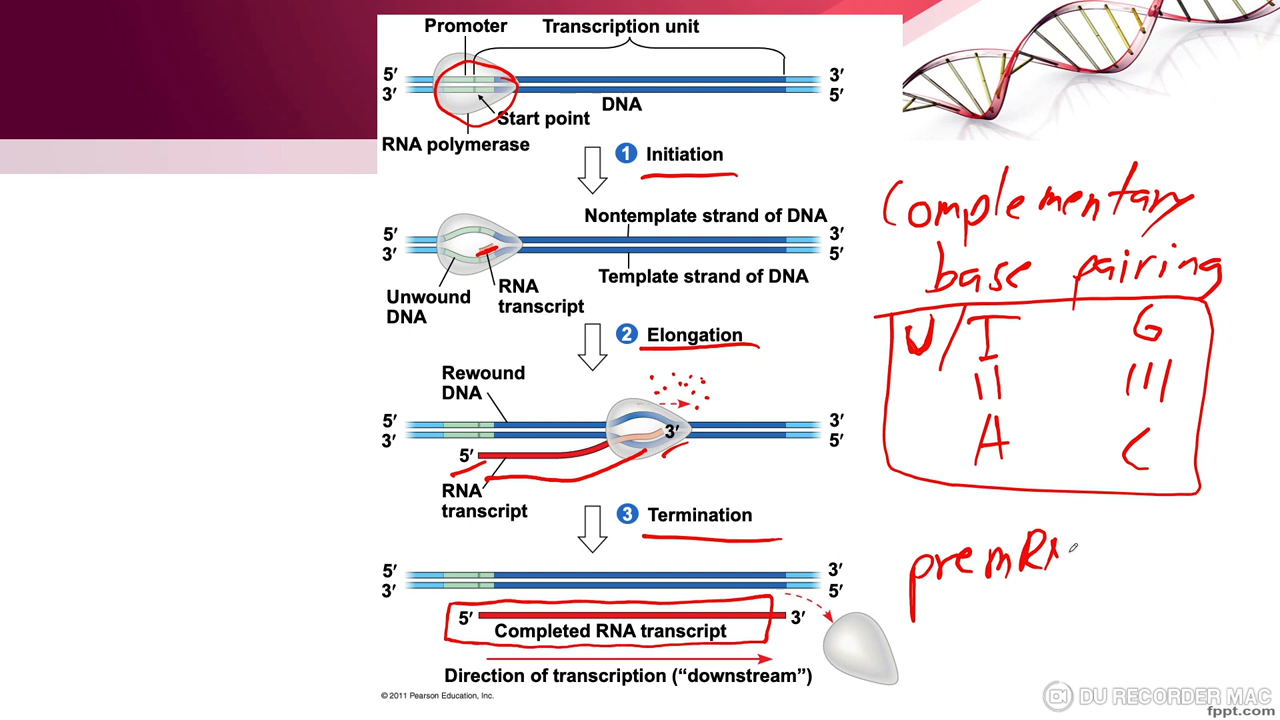 Promoter
Transcription unit
5′
3′
3′
5′
DNA
Start point
RNA polymerase
1 Initiation
Nontemplate strand of DNA
5′
3′
3′
5′
Template strand of DNA
RNA
transcript
Unwound
DNA
2 Elongation
Rewound
DNA
5′
3′
3′
3′
5′
5′
RNA
transcript
3 Termination
5′
3′
3′
5′
5′
3′
Completed RNA transcript
Direction of transcription (“downstream”)
© 2011 Pearson Education, Inc.
Complementary
base pairing
U/T G
A C
DU RECORDER MAC
fppt.com